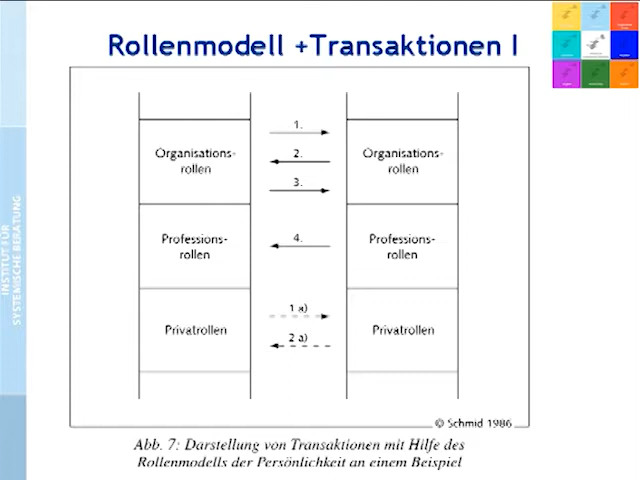 Rollenmodell +Transaktionen I
INSTITUT FÜR
SYSTEMISCHE BERATUNG
Organisations-
rollen
1.
2.
3.
Organisations-
rollen
Professions-
rollen
4.
Professions-
rollen
Privatrollen
1 a)
2 a)
Privatrollen
© Schmid 1986
Abb. 7: Darstellung von Transaktionen mit Hilfe des
Rollenmodells der Persönlichkeit an einem Beispiel